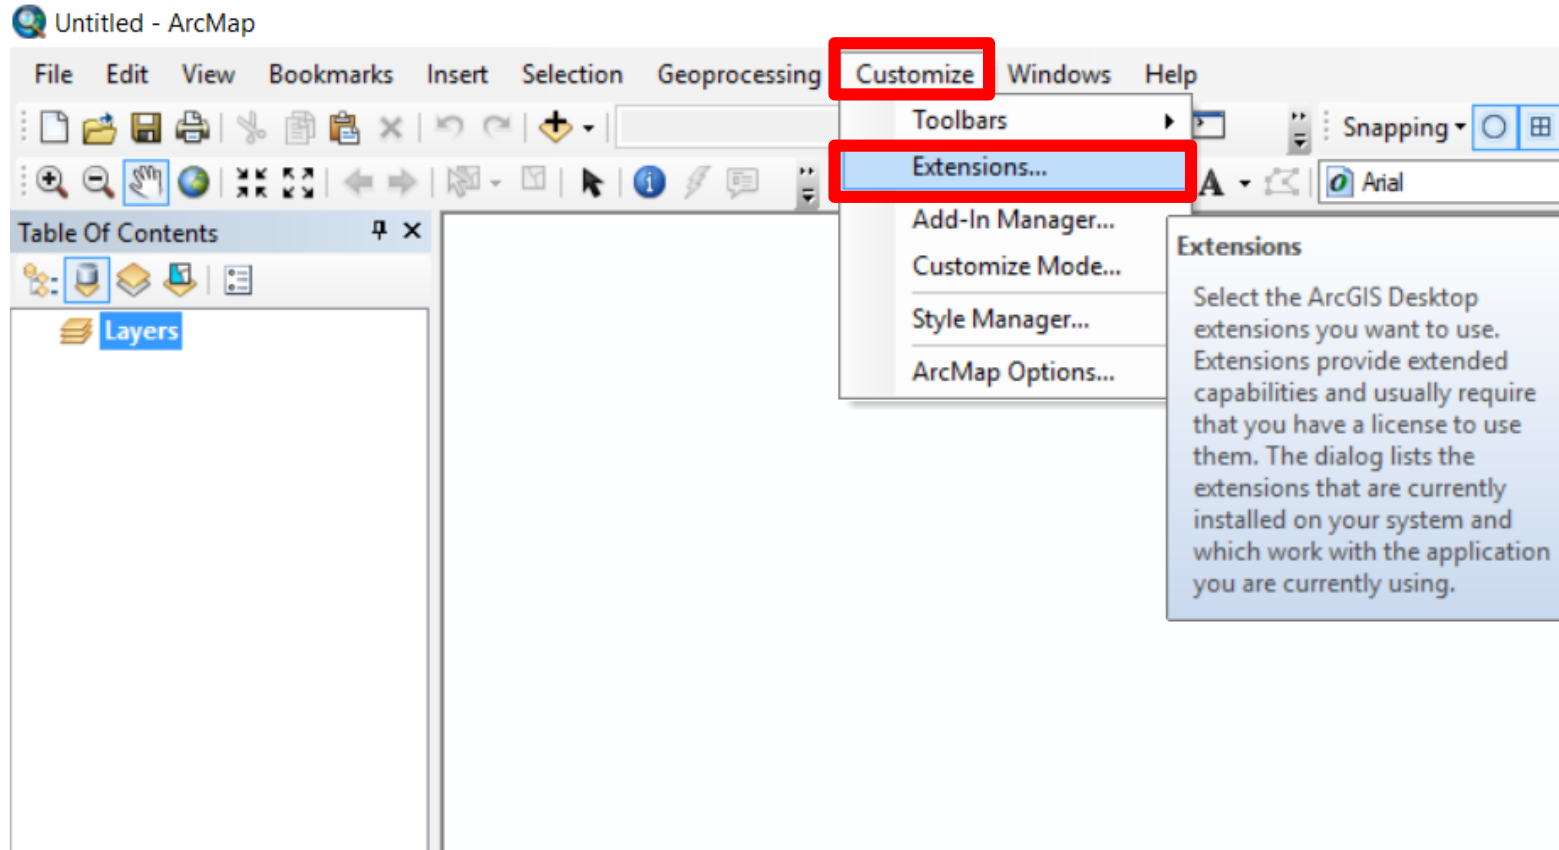 Untitled - ArcMap
File Edit View Bookmarks Insert Selection Geoprocessing Customize Windows Help
Toolbars
Snapping
Extensions...
A
Arial
Table Of Contents
Add-In Manager...
Customize Mode...
Layers
Style Manager...
ArcMap Options...
Extensions
Select the ArcGIS Desktop
extensions you want to use.
Extensions provide extended
capabilities and usually require
that you have a license to use
them. The dialog lists the
extensions that are currently
installed on your system and
which work with the application
you are currently using.